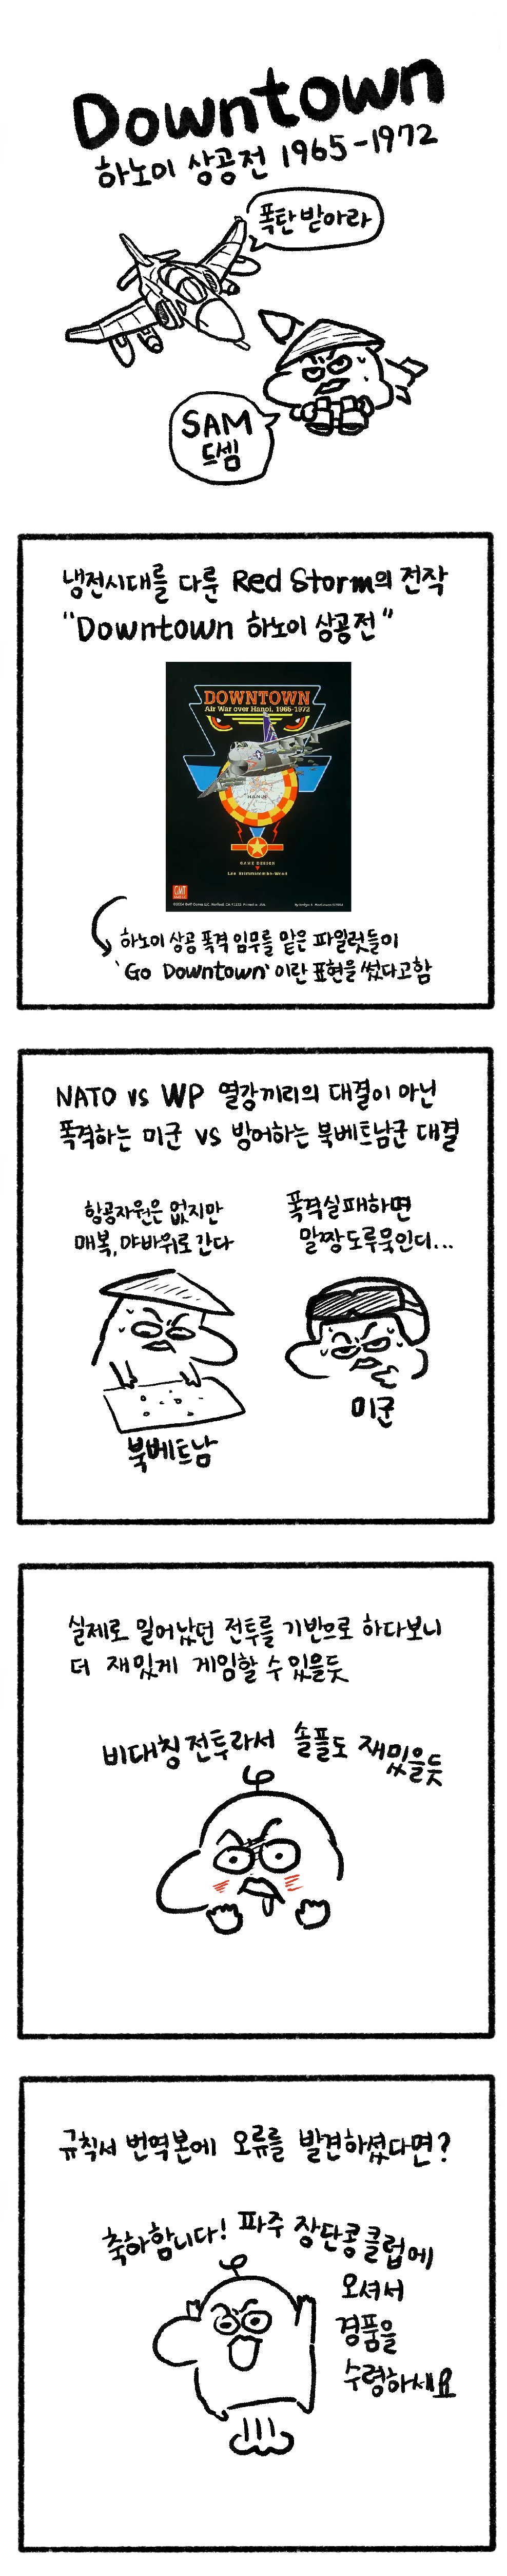 Downtown
하노이 상공전 1965-1972
폭탄 받아라
SAM
드셈
냉전시대를 다룬 Red Storm의 전작
"Downtown 하노이 상공전"
DOWNTOWN
Air War over Hanoi, 1965-1972
HANOI
GAME DESIGN
Lee Brimmicombe-Wood
GMT
하노이 상공 폭격 임무를 맡은 파일럿들이
'Go Downtown' 이란 표현을 썼다고함
NATO vs WP 열강끼리의 대결이 아닌
폭격하는 미군 vs 방어하는 북베트남군 대결
항공자원은 없지만
매복, 야바위로 간다
폭격실패하면
말짱도루묵인디...
북베트남
미군
실제로 일어났던 전투를 기반으로 하다보니
더 재밌게 게임할 수 있을듯
비대칭전투라서 솔플도 재밌을듯
규칙서 번역본에 오류를 발견하셨다면?
축하합니다! 파주 장단콩클럽에
오셔서
경품을
수령하세요